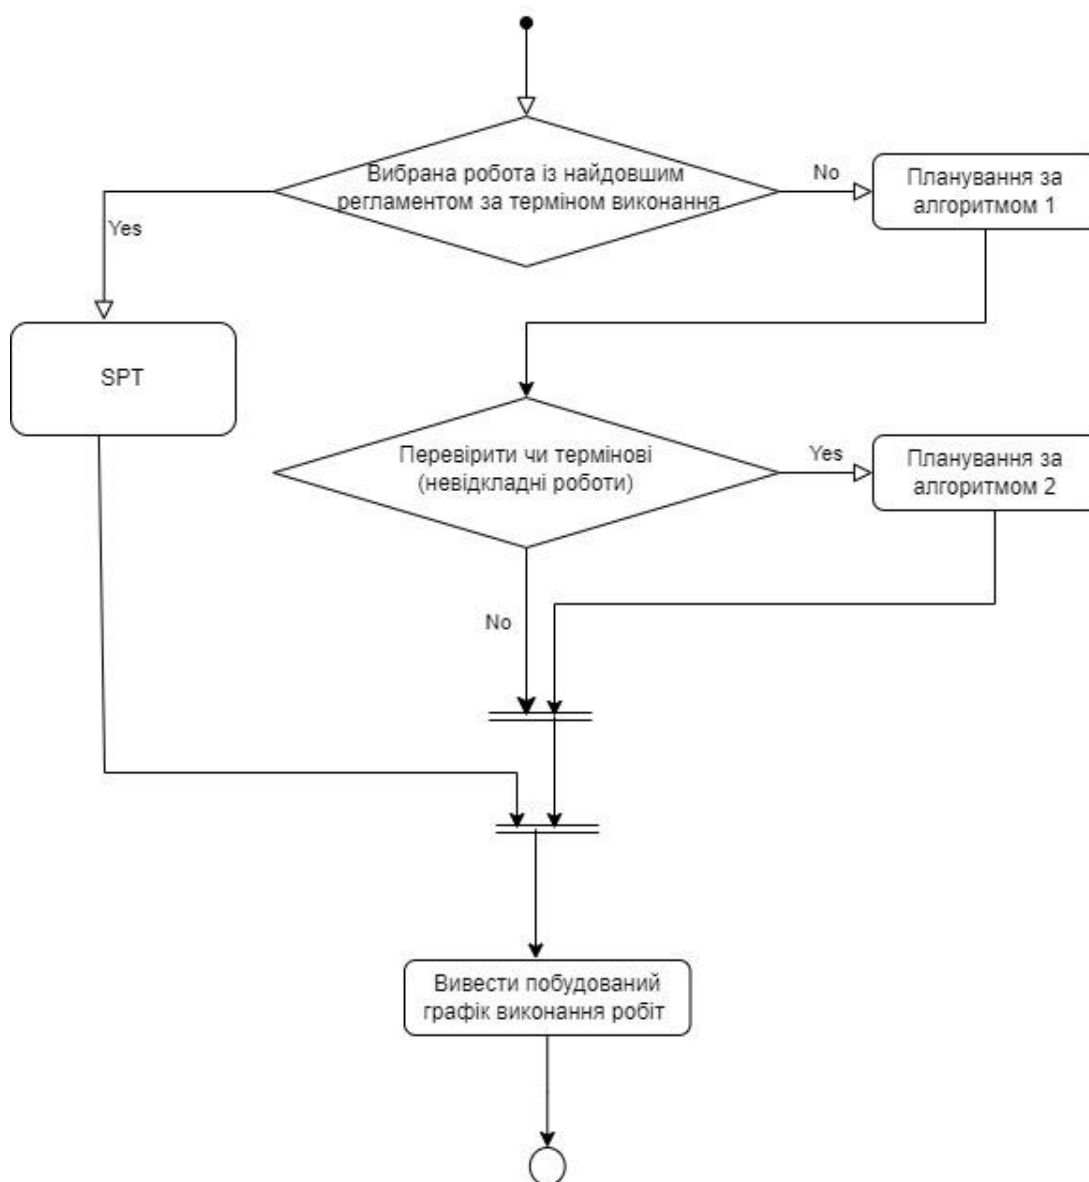 Вибрана робота із найдовшим
регламентом за терміном виконання
No
Планування за
алгоритмом 1
Yes
SPT
Перевірити чи термінові
(невідкладні роботи)
Yes
Планування за
алгоритмом 2
No
Вивести побудований
графік виконання робіт